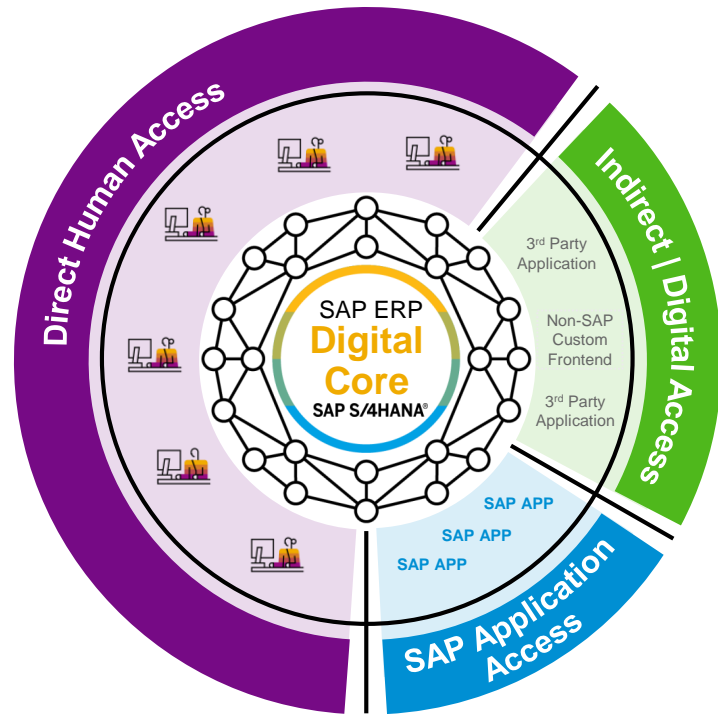 Direct Human Access
Indirect | Digital Access
3rd Party
Application
Non-SAP
Custom
Frontend
3rd Party
Application
SAP ERP
Digital
Core
SAP S/4HANA®
SAP APP
SAP APP
SAP APP
SAP Application
Access